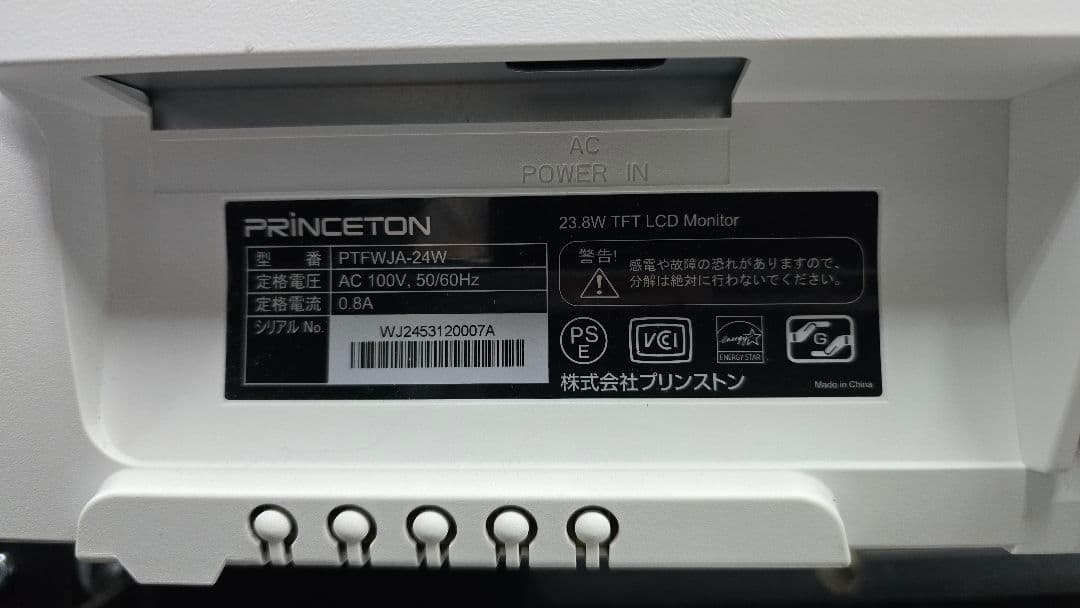 AC
POWER IN
PRINCETON
23.8W TFT LCD Monitor
型 番 PTFWJA-24W
定格電圧 AC 100V, 50/60Hz
定格電流 0.8A
シリアル No. WJ2453120007A
警告!
感電や故障の恐れがありますので、
分解は絶対に行わないでください。
PS
E
VCCI
energy
ENERGY STAR
G
株式会社プリンストン
Made in China